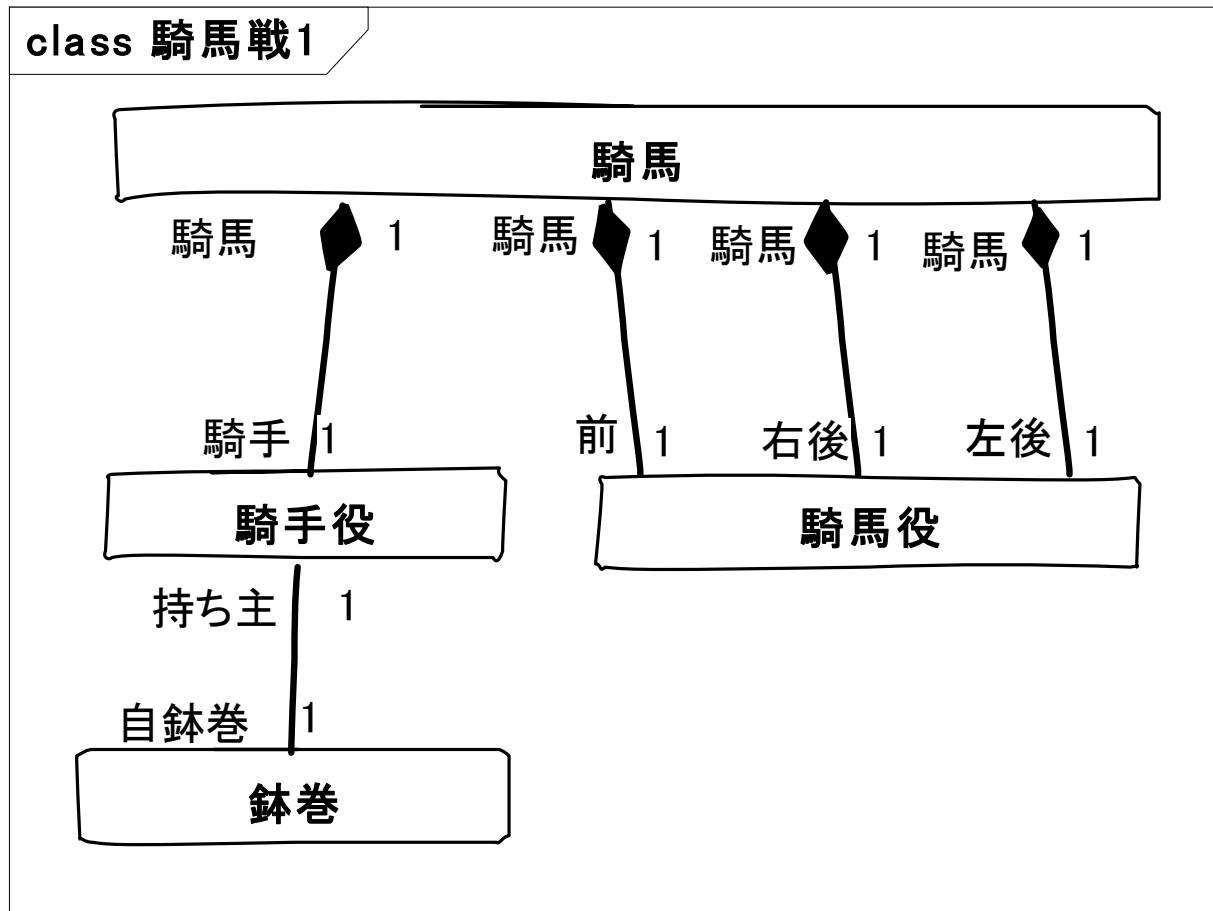 class 騎馬戦1
騎馬
騎馬 1 騎馬 1 騎馬 1 騎馬 1
騎手 1 前 1 右後 1 左後 1
騎手役 騎馬役
持ち主 1
自鉢巻 1
鉢巻